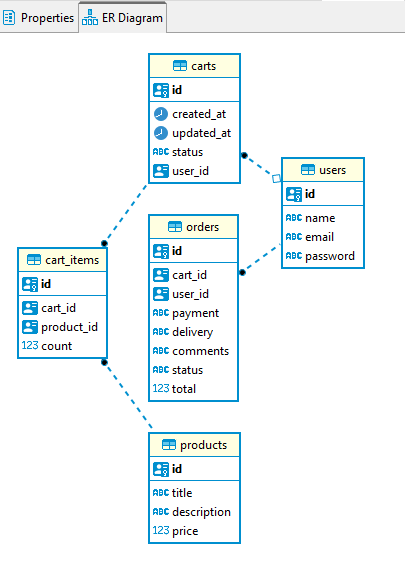 Properties
ER Diagram
carts
id
created_at
updated_at
ABC status
user_id
users
id
ABC name
ABC email
ABC password
orders
id
cart_id
user_id
ABC payment
ABC delivery
ABC comments
ABC status
123 total
cart_items
id
cart_id
product_id
123 count
products
id
ABC title
ABC description
123 price